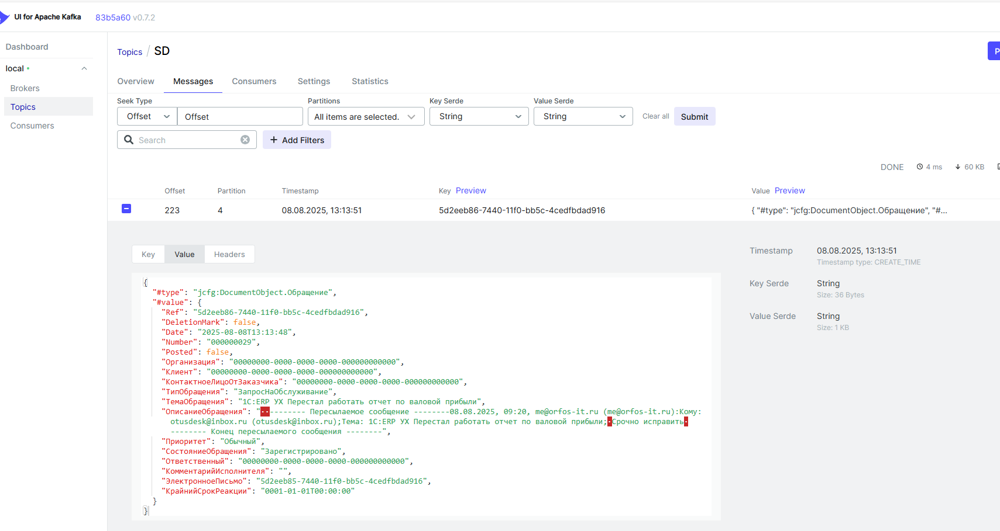 UI for Apache Kafka 83b5a60 v0.7.2
Dashboard
local
Brokers
Topics
Consumers
Topics / SD
Overview Messages Consumers Settings Statistics
Seek Type Partitions Key Serde Value Serde
Offset Offset All items are selected. String String Clear all Submit
Search + Add Filters
DONE 4 ms 60 KB
Offset Partition Timestamp Key Preview Value Preview
223 4 08.08.2025, 13:13:51 5d2eeb86-7440-11f0-bb5c-4cedfbdad916 { "#type": "jcfg:DocumentObject.Обращение", "#...
Key Value Headers
{
"#type": "jcfg:DocumentObject.Обращение",
"#value": {
"Ref": "5d2eeb86-7440-11f0-bb5c-4cedfbdad916",
"DeletionMark": false,
"Date": "2025-08-08T13:13:48",
"Number": "000000029",
"Posted": false,
"Организация": "00000000-0000-0000-0000-000000000000",
"Клиент": "00000000-0000-0000-0000-000000000000",
"КонтактноеЛицоОтЗаказчика": "00000000-0000-0000-0000-000000000000",
"ТипОбращения": "ЗапросНаОбслуживание",
"ТемаОбращения": "1С:ERP УХ Перестал работать отчет по валовой прибыли",
"ОписаниеОбращения": "••-------- Пересылаемое сообщение --------08.08.2025, 09:20, me@orfos-it.ru (me@orfos-it.ru):Кому:
otusdesk@inbox.ru (otusdesk@inbox.ru);Тема: 1С:ERP УХ Перестал работать отчет по валовой прибыли;•Срочно исправить•
-------- Конец пересылаемого сообщения --------",
"Приоритет": "Обычный",
"СостояниеОбращения": "Зарегистрировано",
"Ответственный": "00000000-0000-0000-0000-000000000000",
"КомментарийИсполнителя": "",
"ЭлектронноеПисьмо": "5d2eeb85-7440-11f0-bb5c-4cedfbdad916",
"КрайнийСрокРеакции": "0001-01-01T00:00:00"
}
}
Timestamp 08.08.2025, 13:13:51
Timestamp type: CREATE_TIME
Key Serde String
Size: 36 Bytes
Value Serde String
Size: 1 KB